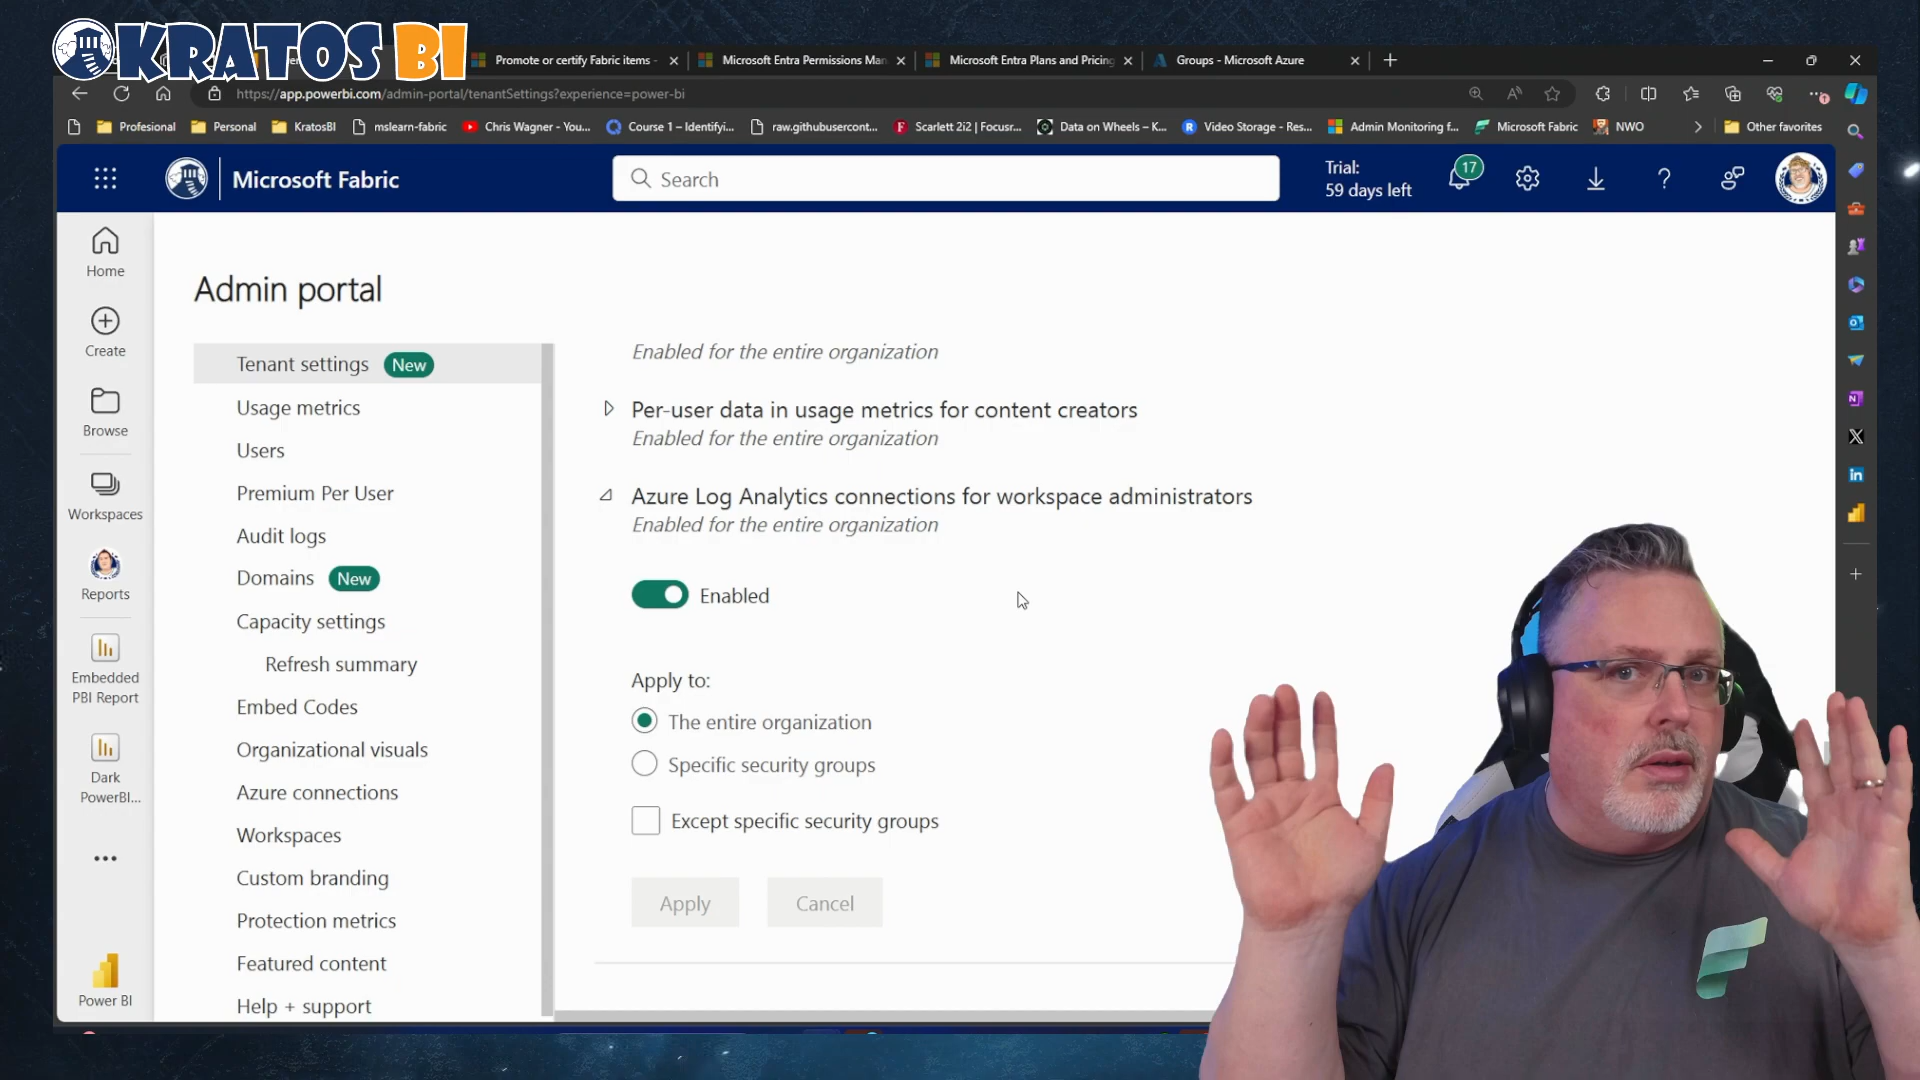 KRATOS BI
Promote or certify Fabric items -
Microsoft Entra Permissions Man
Microsoft Entra Plans and Pricing
Groups - Microsoft Azure
https://app.powerbi.com/admin-portal/tenantSettings?experience=power-bi
Profesional
Personal
KratosBI
mslearn-fabric
Chris Wagner - You...
Course 1 – Identifyi...
raw.githubusercont...
Scarlett 2i2 | Focusr...
Data on Wheels – K...
Video Storage - Res...
Admin Monitoring f...
Microsoft Fabric
NWO
Other favorites
Microsoft Fabric
Search
Trial:
59 days left
17
Home
Create
Browse
Workspaces
Reports
Embedded
PBI Report
Dark
PowerBI...
Power BI
Admin portal
Tenant settings New
Usage metrics
Users
Premium Per User
Audit logs
Domains New
Capacity settings
Refresh summary
Embed Codes
Organizational visuals
Azure connections
Workspaces
Custom branding
Protection metrics
Featured content
Help + support
Enabled for the entire organization
Per-user data in usage metrics for content creators
Enabled for the entire organization
Azure Log Analytics connections for workspace administrators
Enabled for the entire organization
Enabled
Apply to:
The entire organization
Specific security groups
Except specific security groups
Apply
Cancel